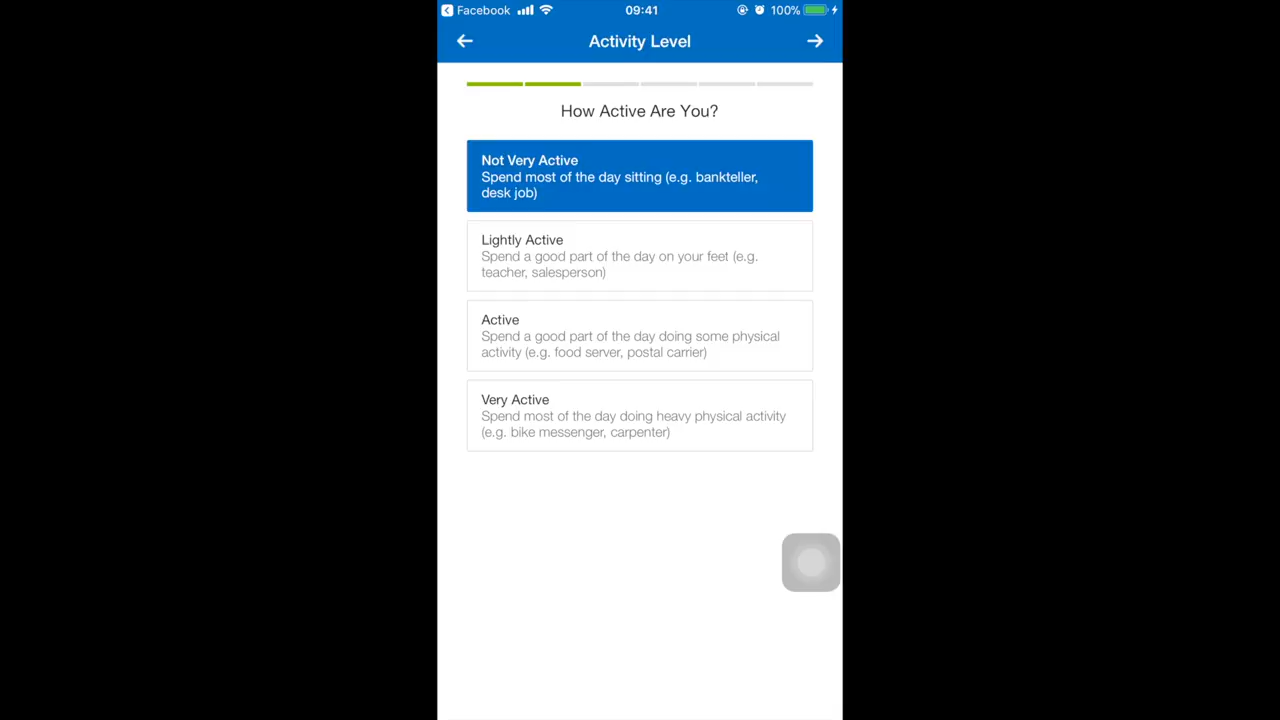 Facebook 09:41 100%
Activity Level
How Active Are You?
Not Very Active
Spend most of the day sitting (e.g. bankteller,
desk job)
Lightly Active
Spend a good part of the day on your feet (e.g.
teacher, salesperson)
Active
Spend a good part of the day doing some physical
activity (e.g. food server, postal carrier)
Very Active
Spend most of the day doing heavy physical activity
(e.g. bike messenger, carpenter)